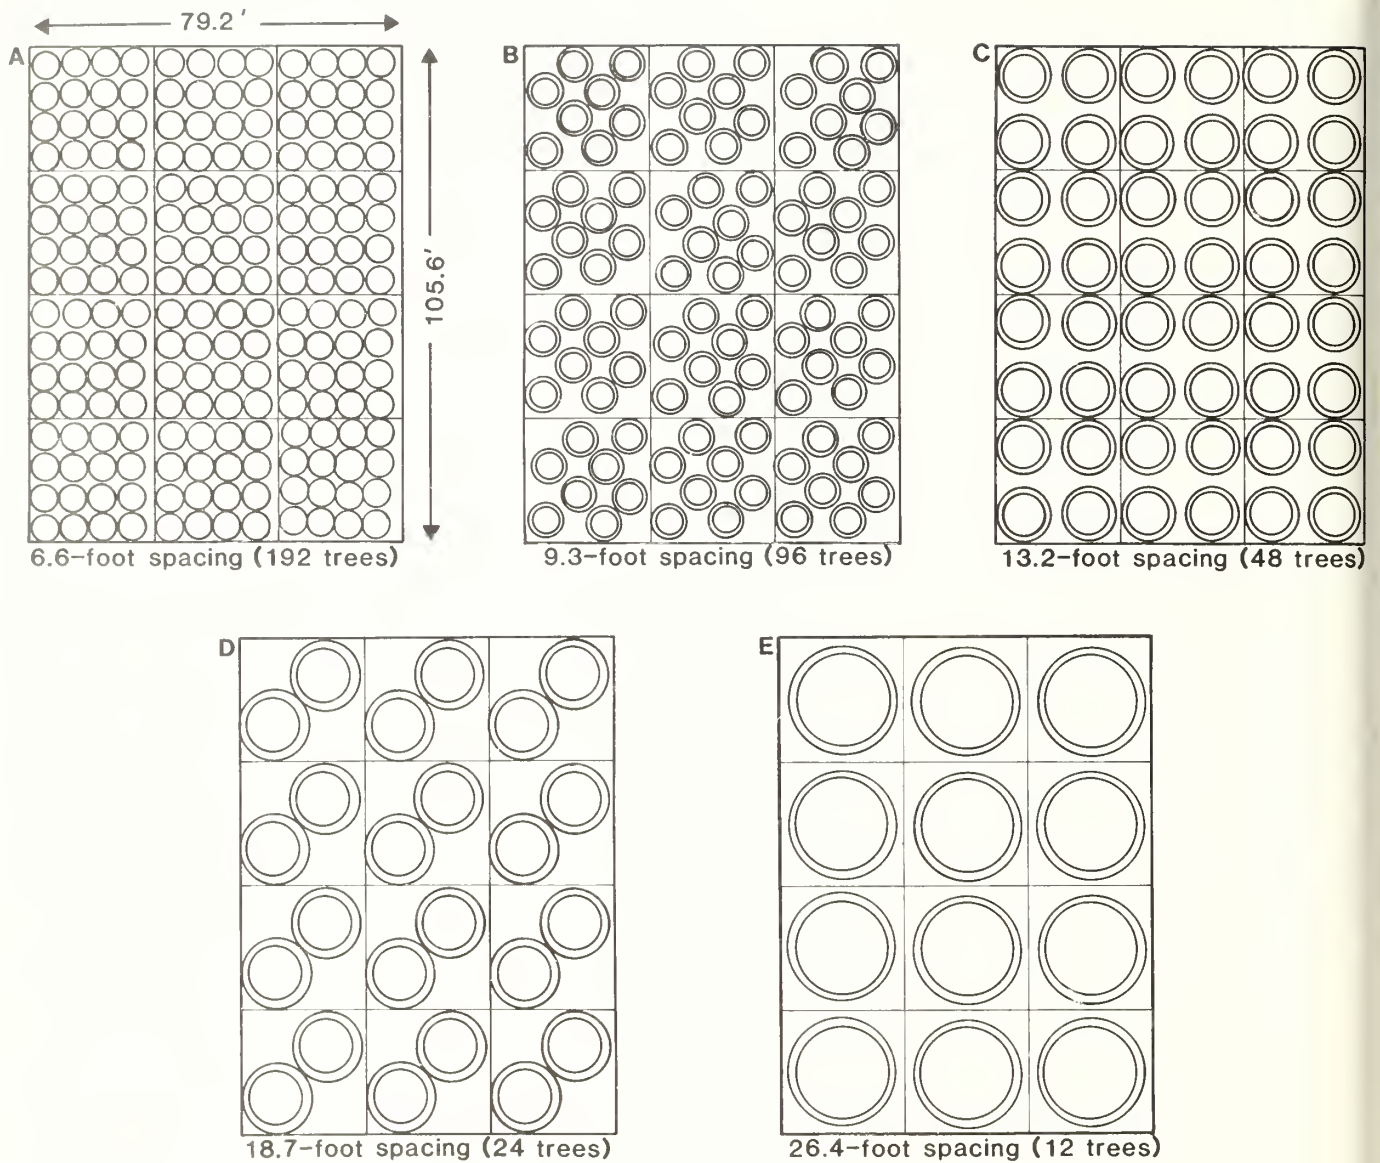 79.2'
A
B
C
105.6'
6.6-foot spacing (192 trees)
9.3-foot spacing (96 trees)
13.2-foot spacing (48 trees)
D
E
18.7-foot spacing (24 trees)
26.4-foot spacing (12 trees)